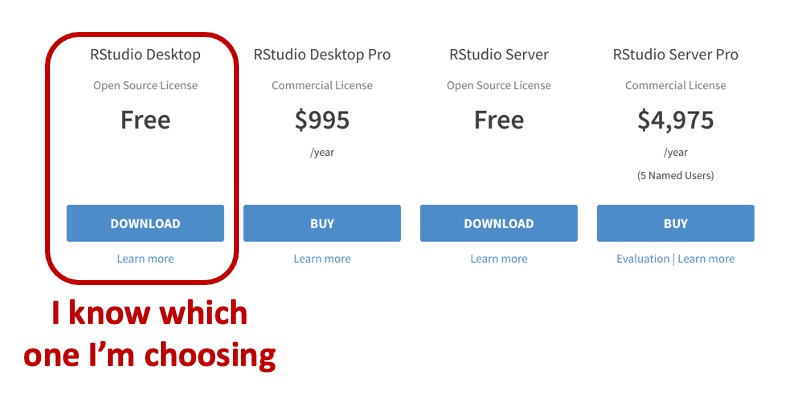 RStudio Desktop
Open Source License
Free
DOWNLOAD
Learn more
RStudio Desktop Pro
Commercial License
$995
/year
BUY
Learn more
RStudio Server
Open Source License
Free
DOWNLOAD
Learn more
RStudio Server Pro
Commercial License
$4,975
/year
(5 Named Users)
BUY
Evaluation | Learn more
I know which
one I’m choosing